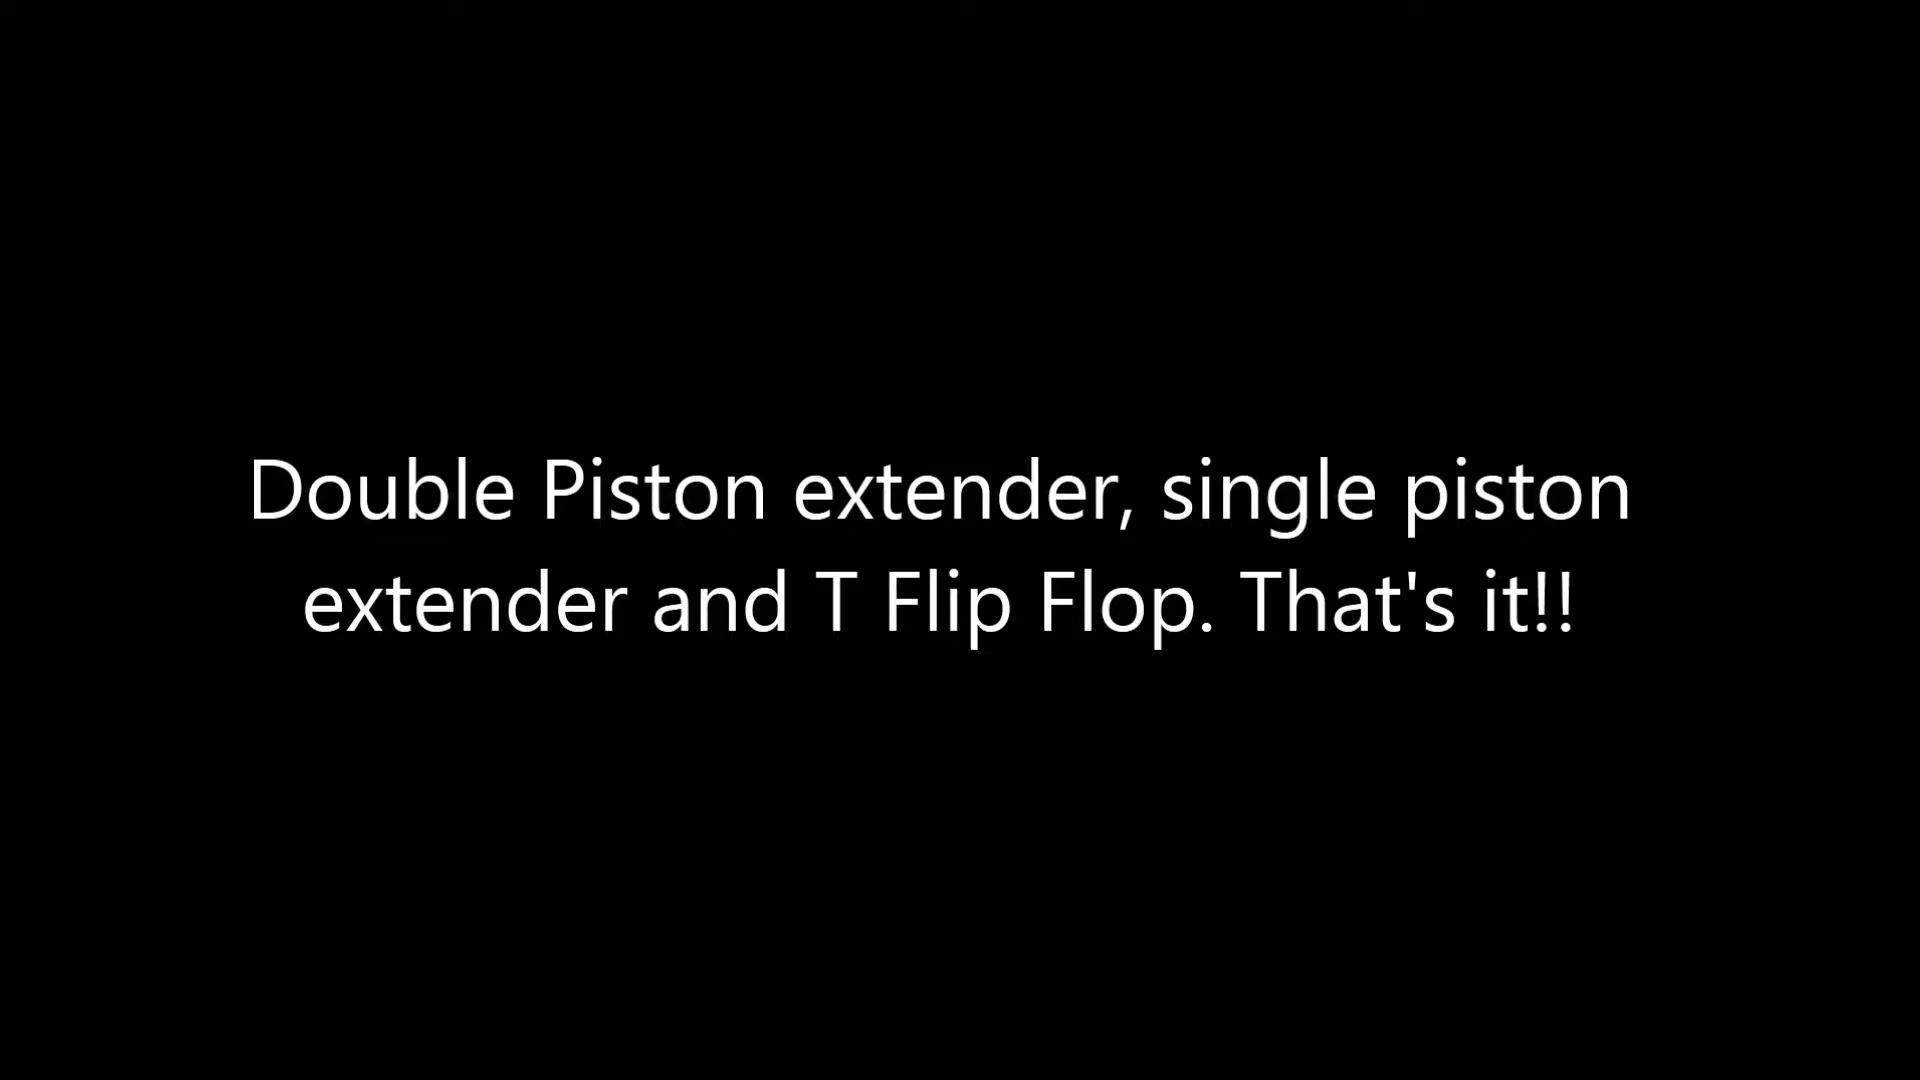 Double Piston extender, single piston
extender and T Flip Flop. That's it!!